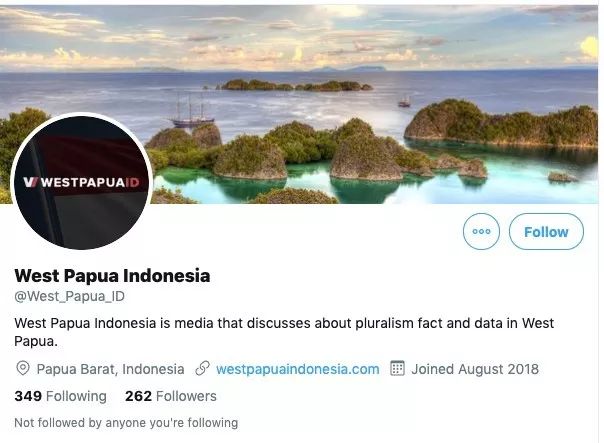 WESTPAPUAID
Follow
West Papua Indonesia
@West_Papua_ID
West Papua Indonesia is media that discusses about pluralism fact and data in West
Papua.
Papua Barat, Indonesia westpapuaindonesia.com Joined August 2018
349 Following 262 Followers
Not followed by anyone you're following